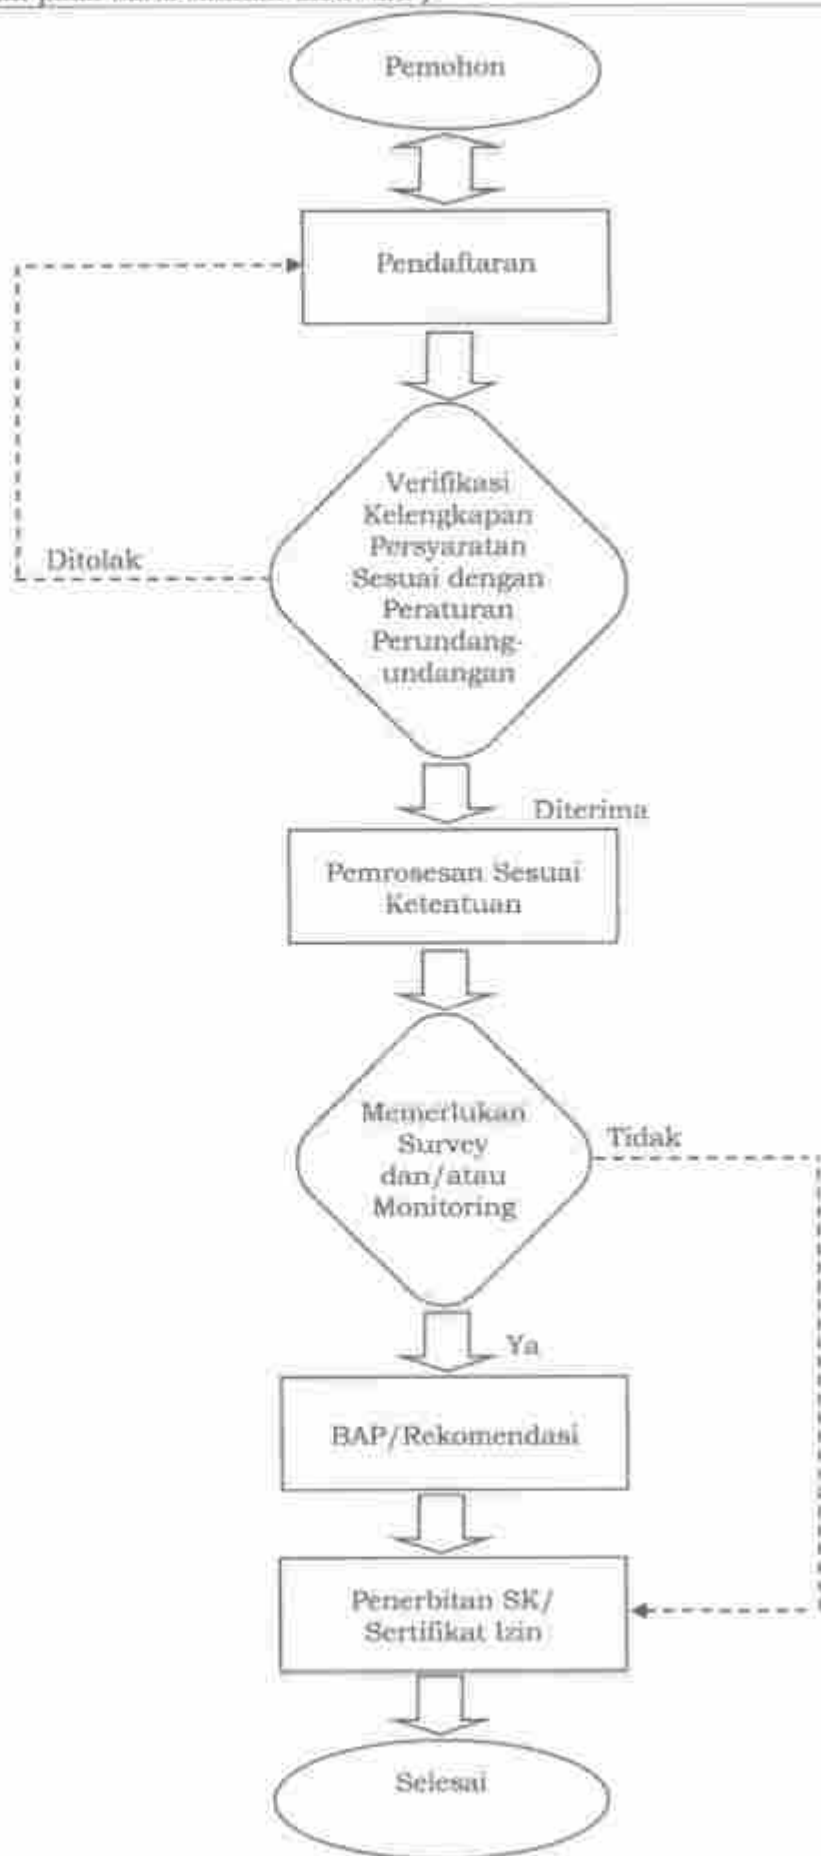 Pemohon
Pendaftaran
Verifikasi
Kelengkapan
Persyaratan
Sesuai dengan
Peraturan
Perundang-
undangan
Ditolak
Diterima
Pemrosesan Sesuai
Ketentuan
Memerlukan
Survey
dan/atau
Monitoring
Tidak
Ya
BAP/Rekomendasi
Penerbitan SK/
Sertifikat Izin
Selesai